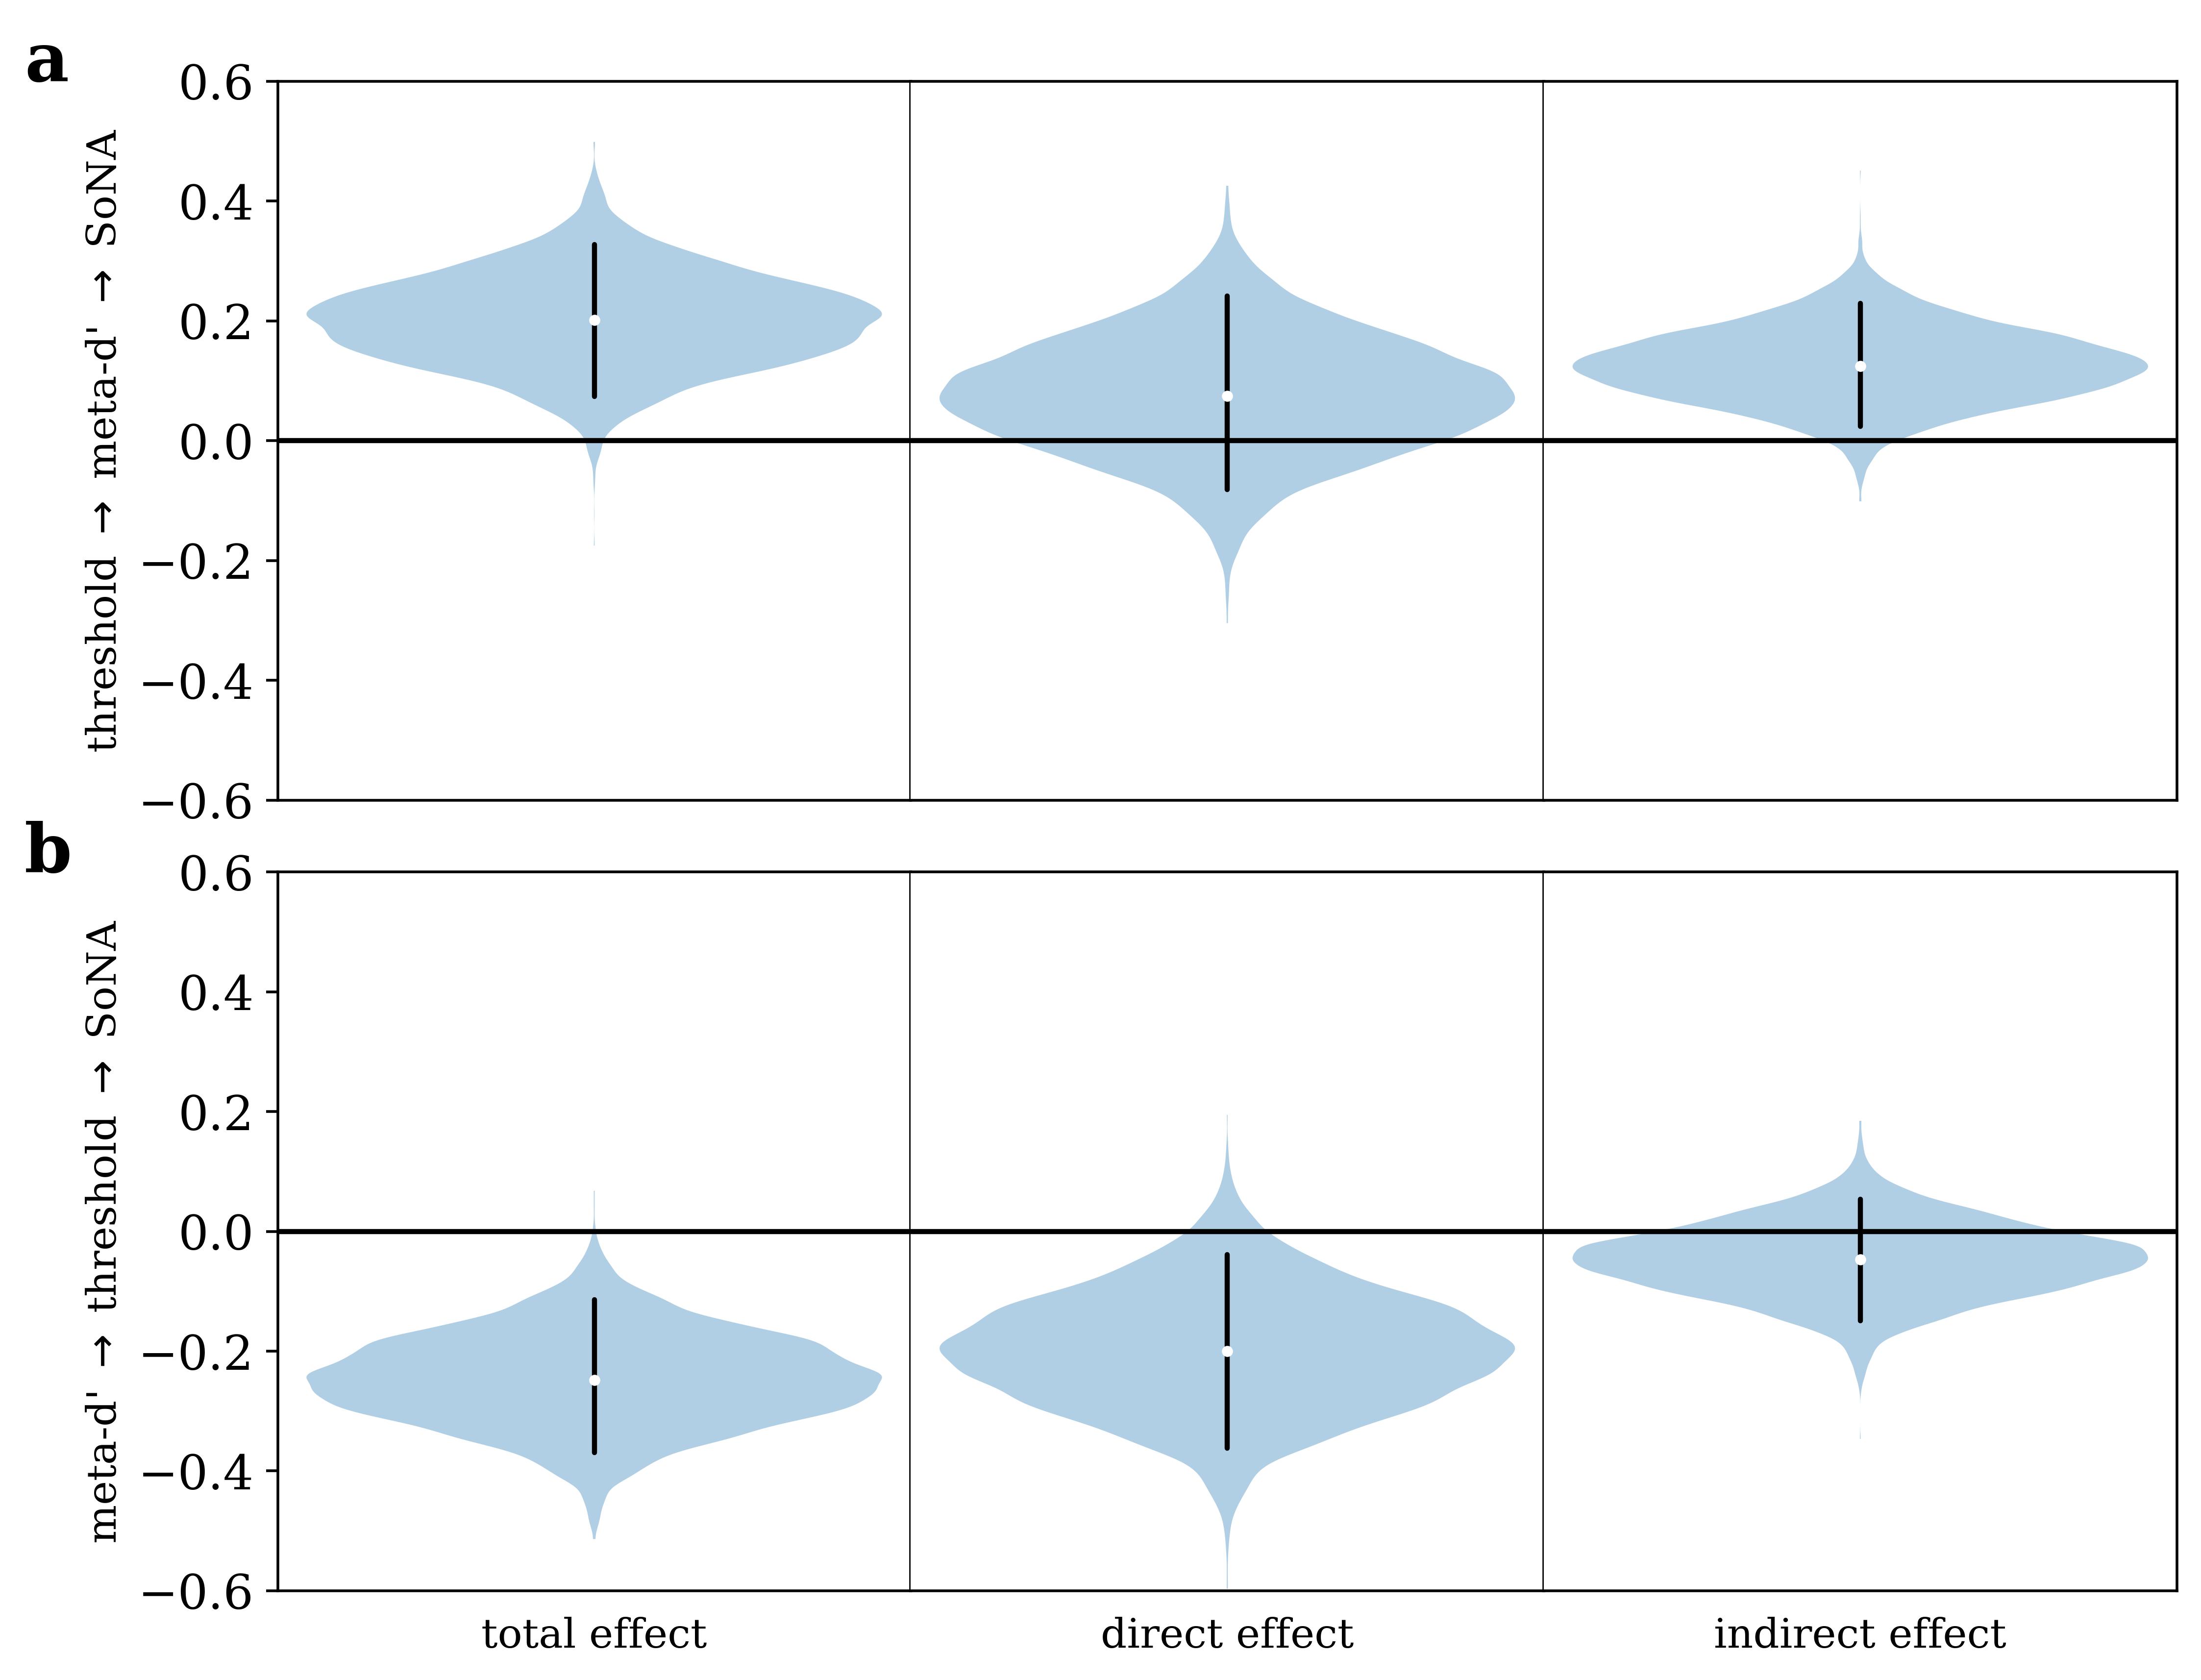 a
threshold → meta-d' → SoNA
0.6
0.4
0.2
0.0
−0.2
−0.4
−0.6
b
meta-d' → threshold → SoNA
0.6
0.4
0.2
0.0
−0.2
−0.4
−0.6
total effect
direct effect
indirect effect